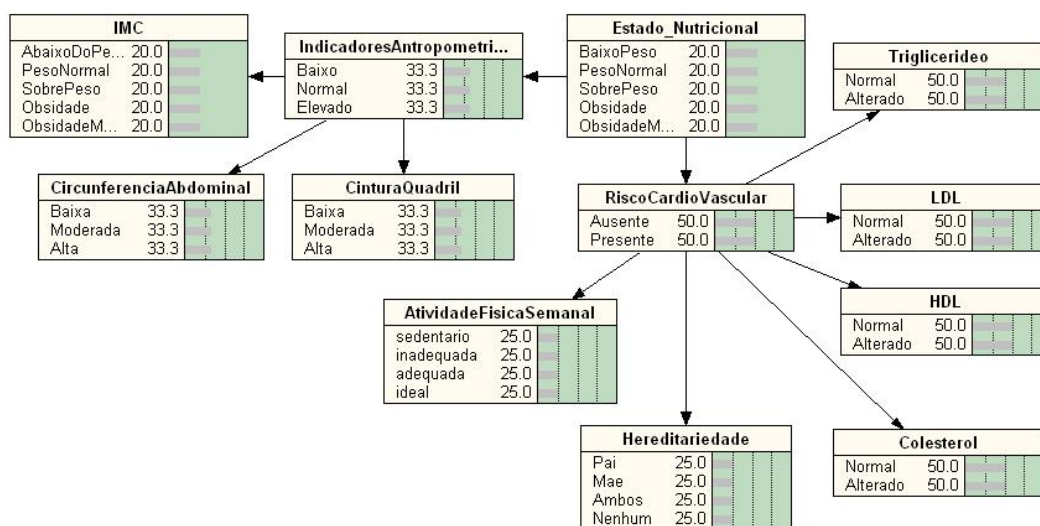 IMC
AbaixoDoPe... 20.0
PesoNormal 20.0
SobrePeso 20.0
Obsidade 20.0
ObsidadeM... 20.0
IndicadoresAntropometri...
Baixo 33.3
Normal 33.3
Elevado 33.3
Estado_Nutricional
BaixoPeso 20.0
PesoNormal 20.0
SobrePeso 20.0
Obsidade 20.0
ObsidadeM... 20.0
Triglicerideo
Normal 50.0
Alterado 50.0
CircunferenciaAbdominal
Baixa 33.3
Moderada 33.3
Alta 33.3
CinturaQuadril
Baixa 33.3
Moderada 33.3
Alta 33.3
RiscoCardioVascular
Ausente 50.0
Presente 50.0
LDL
Normal 50.0
Alterado 50.0
HDL
Normal 50.0
Alterado 50.0
AtividadeFisicaSemanal
sedentario 25.0
inadequada 25.0
adequada 25.0
ideal 25.0
Hereditariedade
Pai 25.0
Mae 25.0
Ambos 25.0
Nenhum 25.0
Colesterol
Normal 50.0
Alterado 50.0